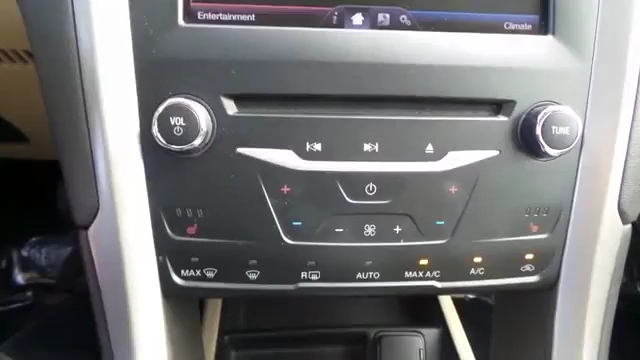 Entertainment
Climate
VOL
TUNE
MAX
R
AUTO
MAX A/C
A/C